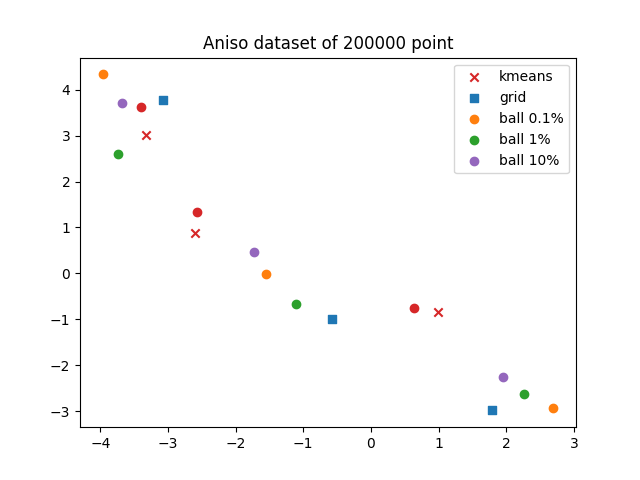 Aniso dataset of 200000 point
kmeans
grid
ball 0.1%
ball 1%
ball 10%
4
3
2
1
0
−1
−2
−3
−4 −3 −2 −1 0 1 2 3